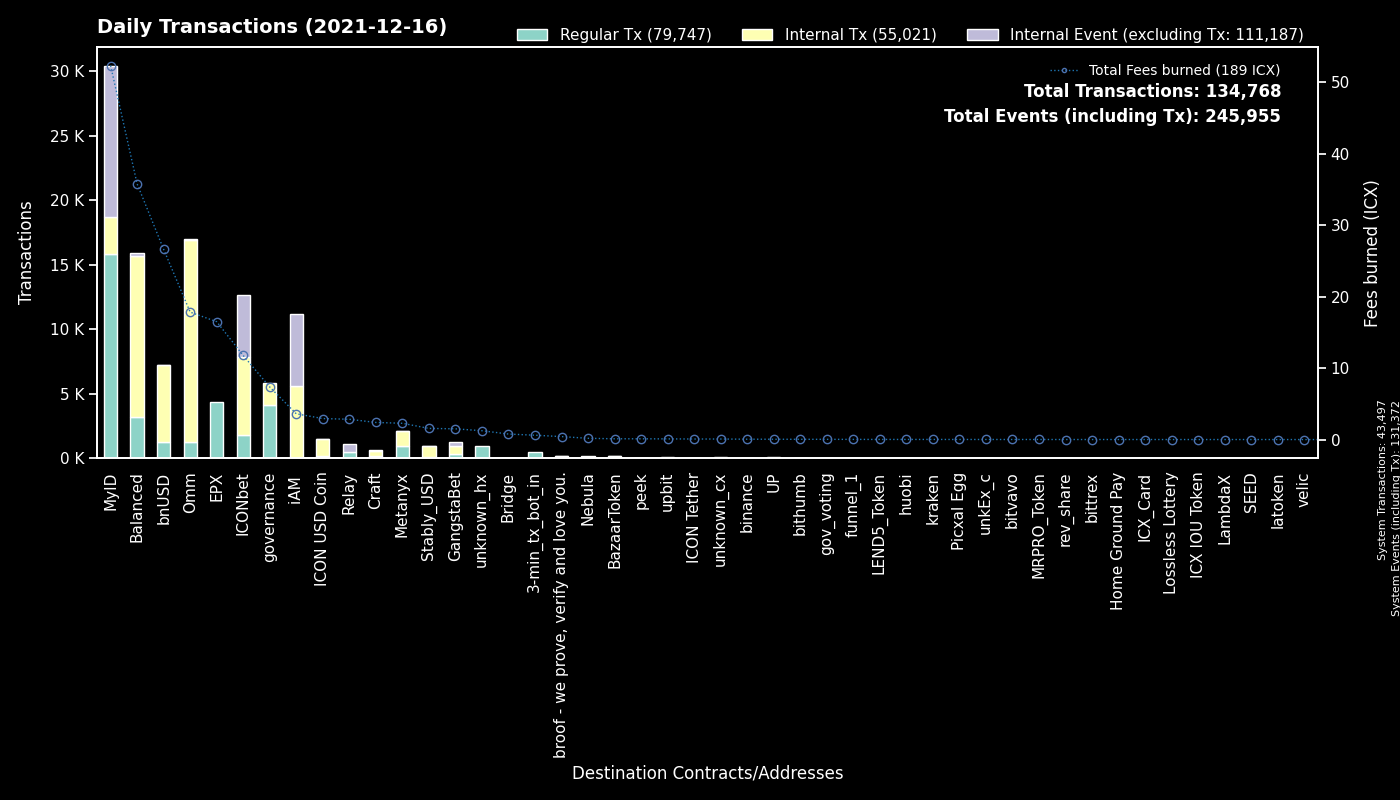 Daily Transactions (2021-12-16)
Regular Tx (79,747)
Internal Tx (55,021)
Internal Event (excluding Tx: 111,187)
Total Fees burned (189 ICX)
Total Transactions: 134,768
Total Events (including Tx): 245,955
Transactions
30 K
25 K
20 K
15 K
10 K
5 K
0 K
50
40
30
20
10
0
Fees burned (ICX)
System Transactions: 43,497
System Events (including Tx): 131,372
MyID
Balanced
bnUSD
Omm
EPX
ICONbet
governance
iAM
ICON USD Coin
Relay
Craft
Metanyx
Stably_USD
GangstaBet
unknown_hx
Bridge
3-min_tx_bot_in
broof - we prove, verify and love you.
Nebula
BazaarToken
peek
upbit
ICON Tether
unknown_cx
binance
UP
bithumb
gov_voting
funnel_1
LEND5_Token
huobi
kraken
Picxal Egg
unkEx_c
bitvavo
MRPRO_Token
rev_share
bittrex
Home Ground Pay
ICX_Card
Lossless Lottery
ICX IOU Token
LambdaX
SEED
latoken
velic
Destination Contracts/Addresses